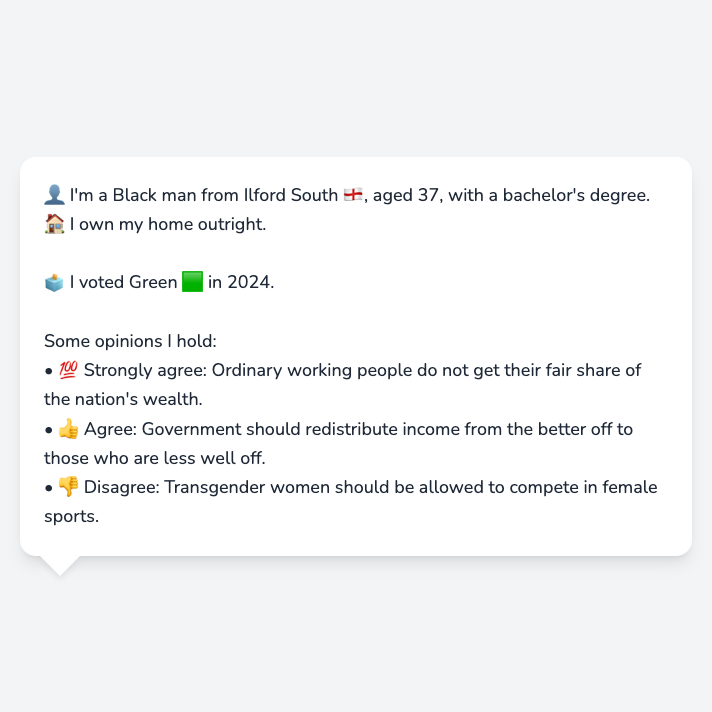 👤 I'm a Black man from Ilford South 🏴󠁧󠁢󠁥󠁮󠁧󠁿, aged 37, with a bachelor's degree.
🏠 I own my home outright.
🗳️ I voted Green 🟩 in 2024.
Some opinions I hold:
• 💯 Strongly agree: Ordinary working people do not get their fair share of
the nation's wealth.
• 👍 Agree: Government should redistribute income from the better off to
those who are less well off.
• 👎 Disagree: Transgender women should be allowed to compete in female
sports.